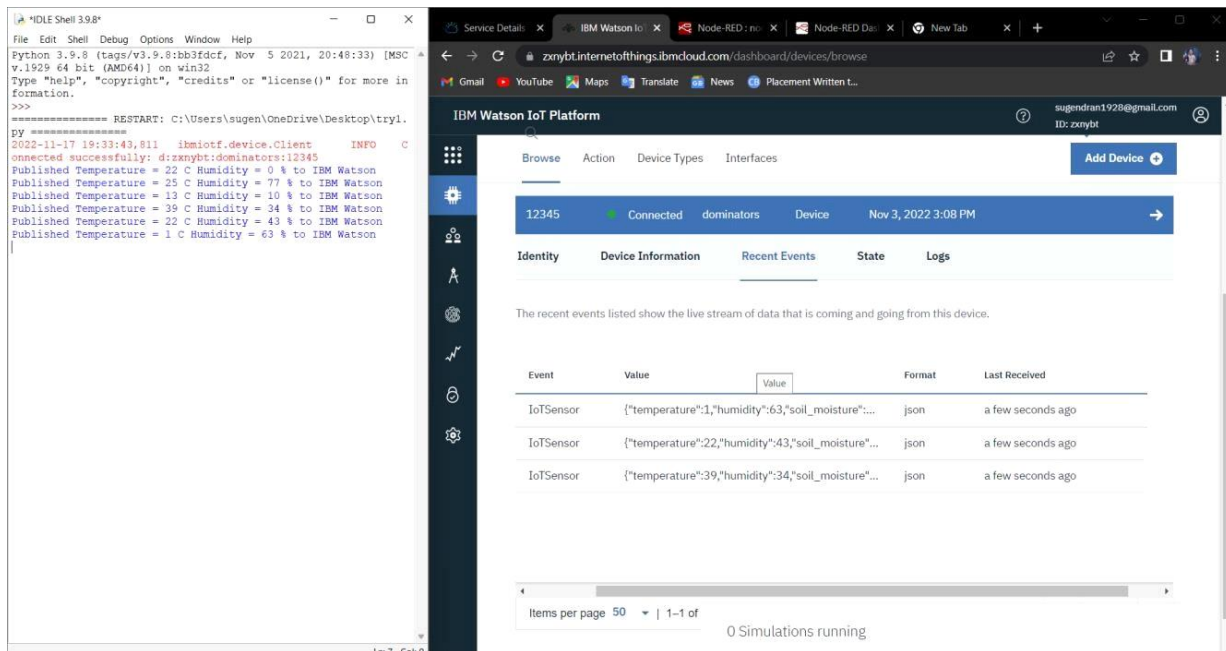 *IDLE Shell 3.9.8*
File Edit Shell Debug Options Window Help
Python 3.9.8 (tags/v3.9.8:bb3fdcf, Nov 5 2021, 20:48:33) [MSC
v.1929 64 bit (AMD64)] on win32
Type "help", "copyright", "credits" or "license()" for more in
formation.
>>>
=============== RESTART: C:\Users\sugen\OneDrive\Desktop\try1.
py ===============
2022-11-17 19:33:43,811 ibmiotf.device.Client INFO C
onnected successfully: d:zxnybt:dominators:12345
Published Temperature = 22 C Humidity = 0 % to IBM Watson
Published Temperature = 25 C Humidity = 77 % to IBM Watson
Published Temperature = 13 C Humidity = 10 % to IBM Watson
Published Temperature = 39 C Humidity = 34 % to IBM Watson
Published Temperature = 22 C Humidity = 43 % to IBM Watson
Published Temperature = 1 C Humidity = 63 % to IBM Watson
Service Details IBM Watson Io Node-RED : no Node-RED Das New Tab
zxnybt.internetofthings.ibmcloud.com/dashboard/devices/browse
Gmail YouTube Maps Translate News Placement Written t...
IBM Watson IoT Platform
sugendran1928@gmail.com
ID: zxnybt
Browse Action Device Types Interfaces Add Device
12345 Connected dominators Device Nov 3, 2022 3:08 PM
Identity Device Information Recent Events State Logs
The recent events listed show the live stream of data that is coming and going from this device.
Event Value Format Last Received
Value
IoTSensor {"temperature":1,"humidity":63,"soil_moisture":... json a few seconds ago
IoTSensor {"temperature":22,"humidity":43,"soil_moisture"... json a few seconds ago
IoTSensor {"temperature":39,"humidity":34,"soil_moisture"... json a few seconds ago
Items per page 50 | 1–1 of
0 Simulations running